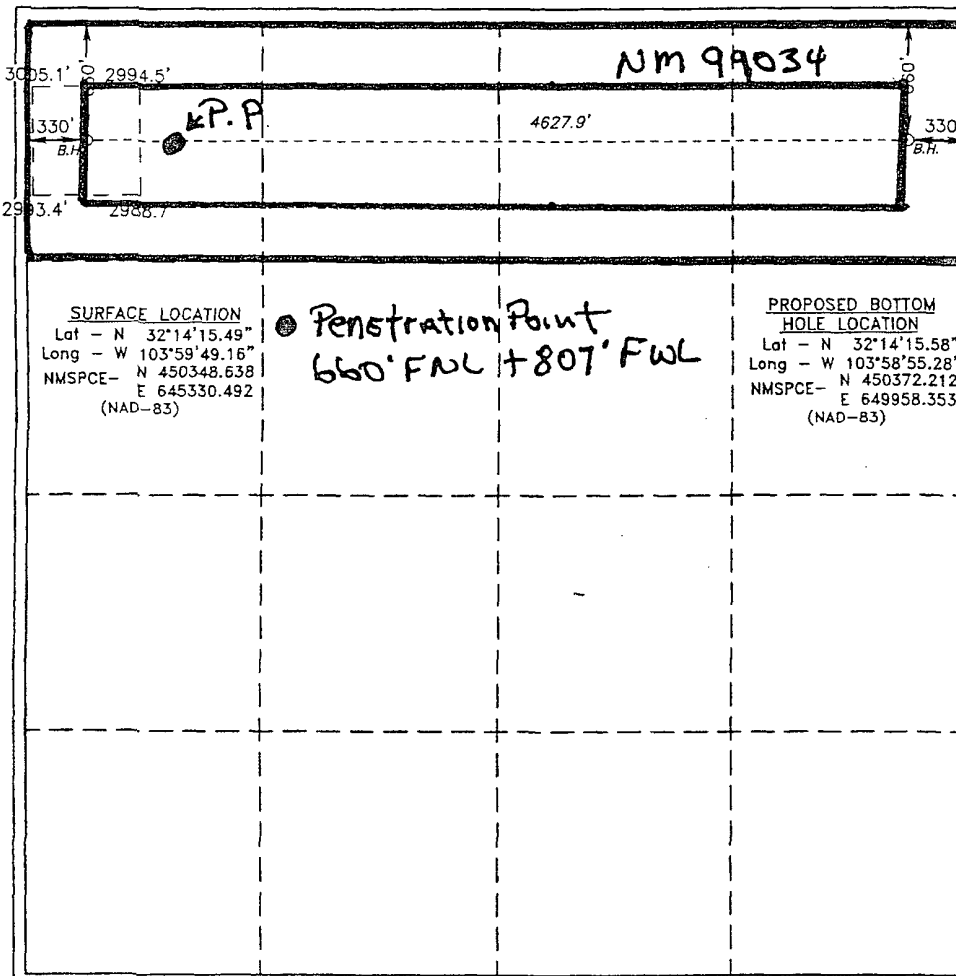 NM 99034
3005.1' 2994.5'
P.P.
4627.9'
330' 330'
B.H. B.H.
2993.4' 2988.7
SURFACE LOCATION
Lat - N 32°14'15.49"
Long - W 103°59'49.16"
NMSPCE- N 450348.638
E 645330.492
(NAD-83)
Penetration Point
660' FNL + 807' FWL
PROPOSED BOTTOM
HOLE LOCATION
Lat - N 32°14'15.58"
Long - W 103°58'55.28"
NMSPCE- N 450372.212
E 649958.353
(NAD-83)